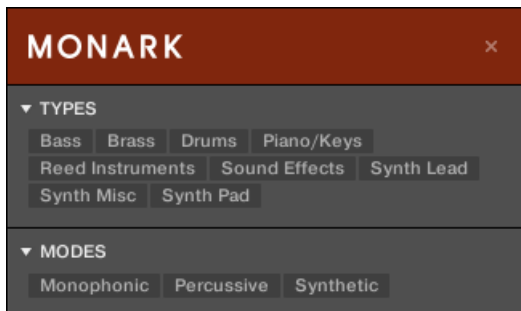 MONARK ×
TYPES
Bass Brass Drums Piano/Keys
Reed Instruments Sound Effects Synth Lead
Synth Misc Synth Pad
MODES
Monophonic Percussive Synthetic